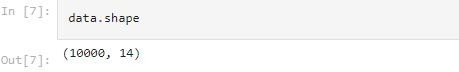 In [7]: data.shape
Out[7]: (10000, 14)